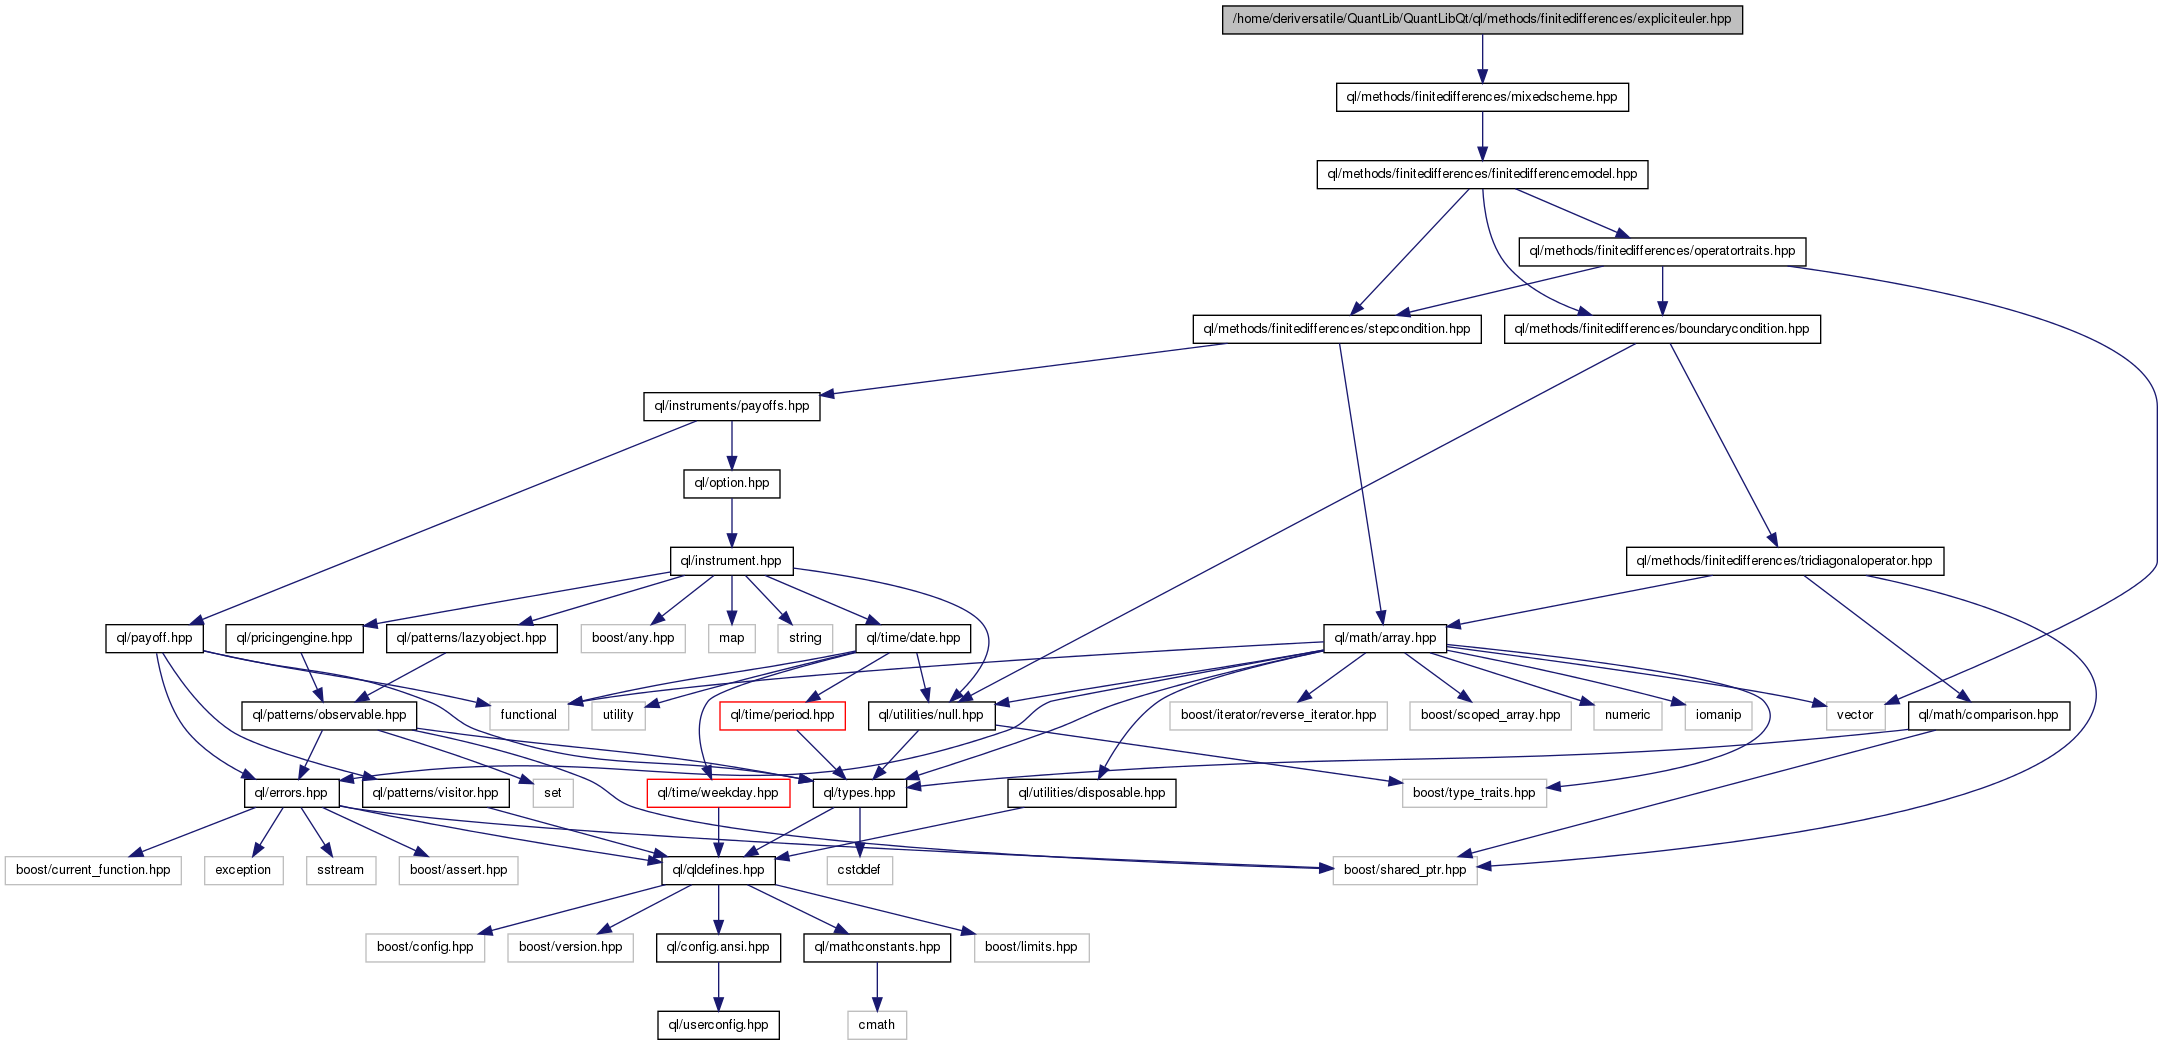 /home/deriversatile/QuantLib/QuantLibQt/ql/methods/finitedifferences/expliciteuler.hpp
ql/methods/finitedifferences/mixedscheme.hpp
ql/methods/finitedifferences/finitedifferencemodel.hpp
ql/methods/finitedifferences/operatortraits.hpp
ql/methods/finitedifferences/stepcondition.hpp
ql/methods/finitedifferences/boundarycondition.hpp
ql/instruments/payoffs.hpp
ql/option.hpp
ql/instrument.hpp
ql/methods/finitedifferences/tridiagonaloperator.hpp
ql/payoff.hpp
ql/pricingengine.hpp
ql/patterns/lazyobject.hpp
boost/any.hpp
map
string
ql/time/date.hpp
ql/math/array.hpp
ql/patterns/observable.hpp
functional
utility
ql/time/period.hpp
ql/utilities/null.hpp
boost/iterator/reverse_iterator.hpp
boost/scoped_array.hpp
numeric
iomanip
vector
ql/math/comparison.hpp
ql/errors.hpp
ql/patterns/visitor.hpp
set
ql/time/weekday.hpp
ql/types.hpp
ql/utilities/disposable.hpp
boost/type_traits.hpp
boost/current_function.hpp
exception
sstream
boost/assert.hpp
ql/qldefines.hpp
cstddef
boost/shared_ptr.hpp
boost/config.hpp
boost/version.hpp
ql/config.ansi.hpp
ql/mathconstants.hpp
boost/limits.hpp
ql/userconfig.hpp
cmath